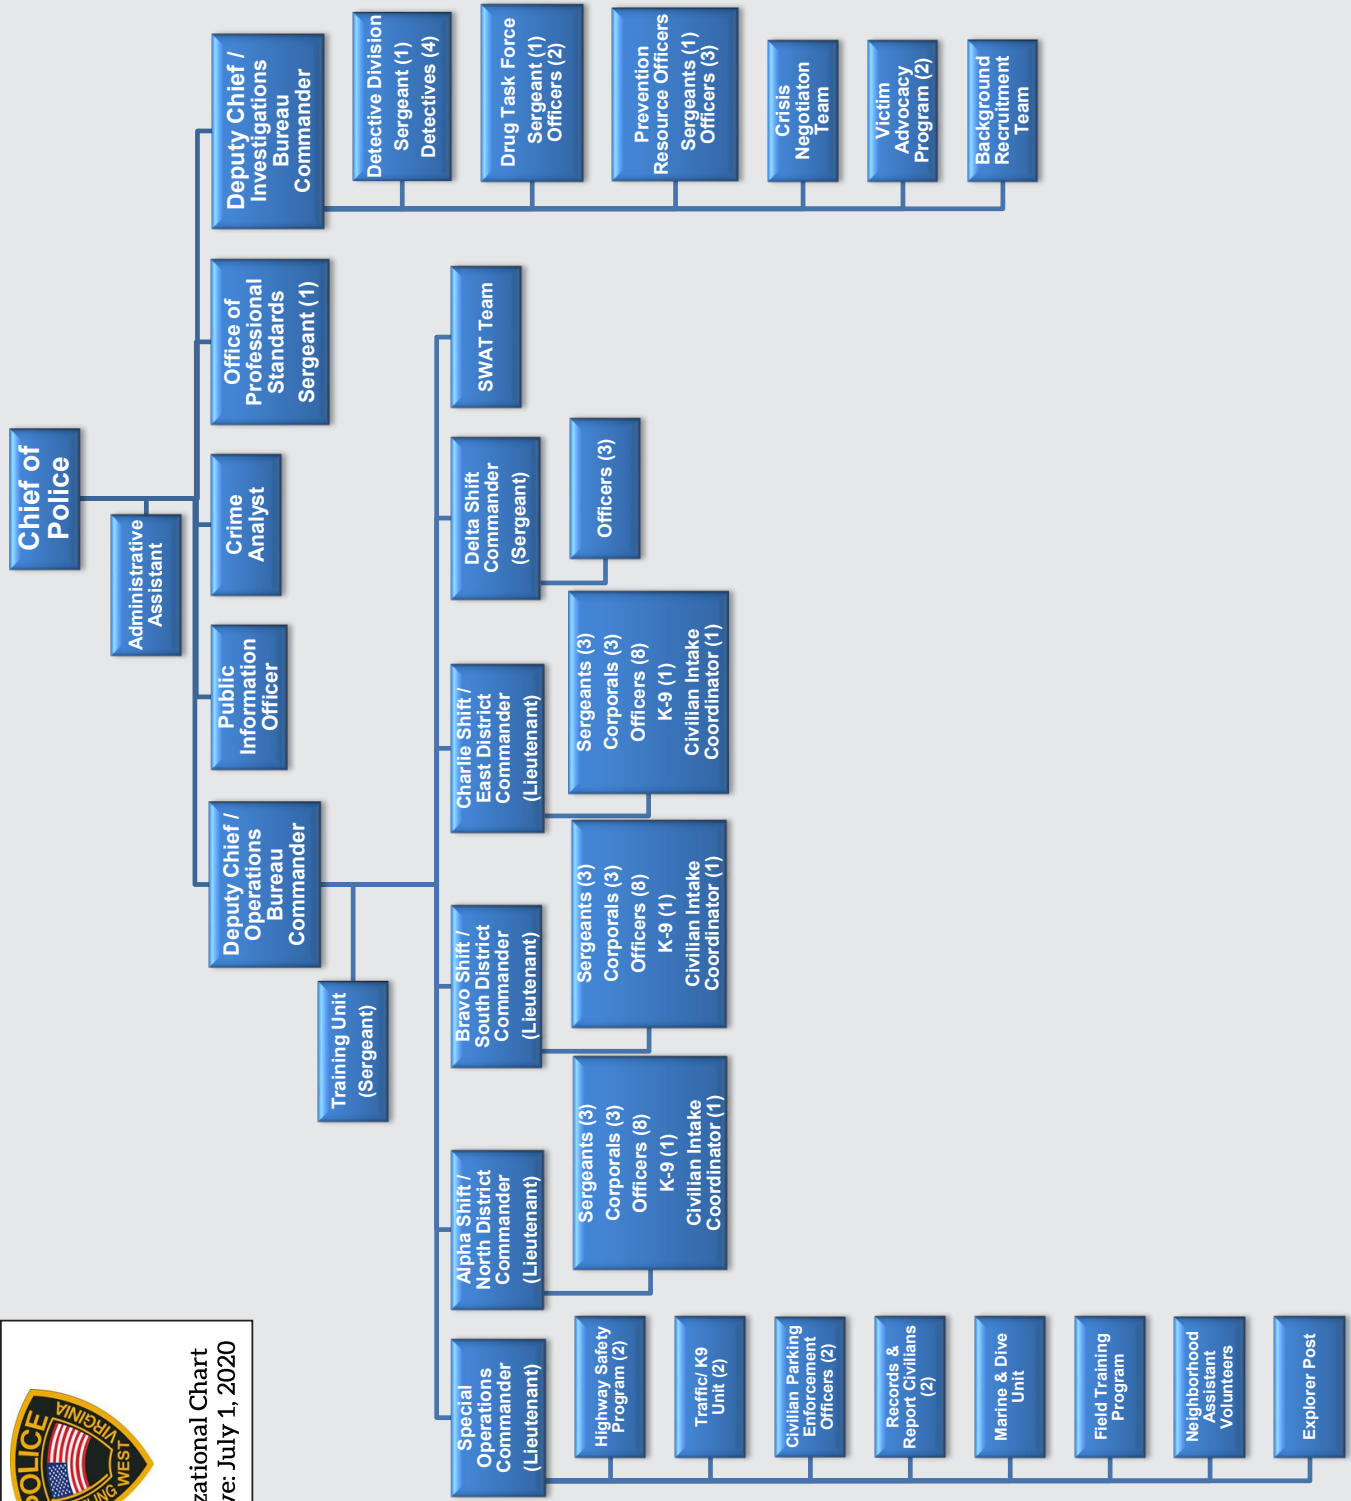 POLICE
WEST VIRGINIA
zational Chart
ve: July 1, 2020
Chief of
Police
Administrative
Assistant
Deputy Chief /
Operations
Bureau
Commander
Public
Information
Officer
Crime
Analyst
Office of
Professional
Standards
Sergeant (1)
Deputy Chief /
Investigations
Bureau
Commander
Training Unit
(Sergeant)
Special
Operations
Commander
(Lieutenant)
Highway Safety
Program (2)
Traffic/ K9
Unit (2)
Civilian Parking
Enforcement
Officers (2)
Records &
Report Civilians
(2)
Marine & Dive
Unit
Field Training
Program
Neighborhood
Assistant
Volunteers
Explorer Post
Alpha Shift /
North District
Commander
(Lieutenant)
Sergeants (3)
Corporals (3)
Officers (8)
K-9 (1)
Civilian Intake
Coordinator (1)
Bravo Shift /
South District
Commander
(Lieutenant)
Sergeants (3)
Corporals (3)
Officers (8)
K-9 (1)
Civilian Intake
Coordinator (1)
Charlie Shift /
East District
Commander
(Lieutenant)
Sergeants (3)
Corporals (3)
Officers (8)
K-9 (1)
Civilian Intake
Coordinator (1)
Delta Shift
Commander
(Sergeant)
Officers (3)
SWAT Team
Detective Division
Sergeant (1)
Detectives (4)
Drug Task Force
Sergeant (1)
Officers (2)
Prevention
Resource Officers
Sergeants (1)
Officers (3)
Crisis
Negotiaton
Team
Victim
Advocacy
Program (2)
Background
Recruitment
Team